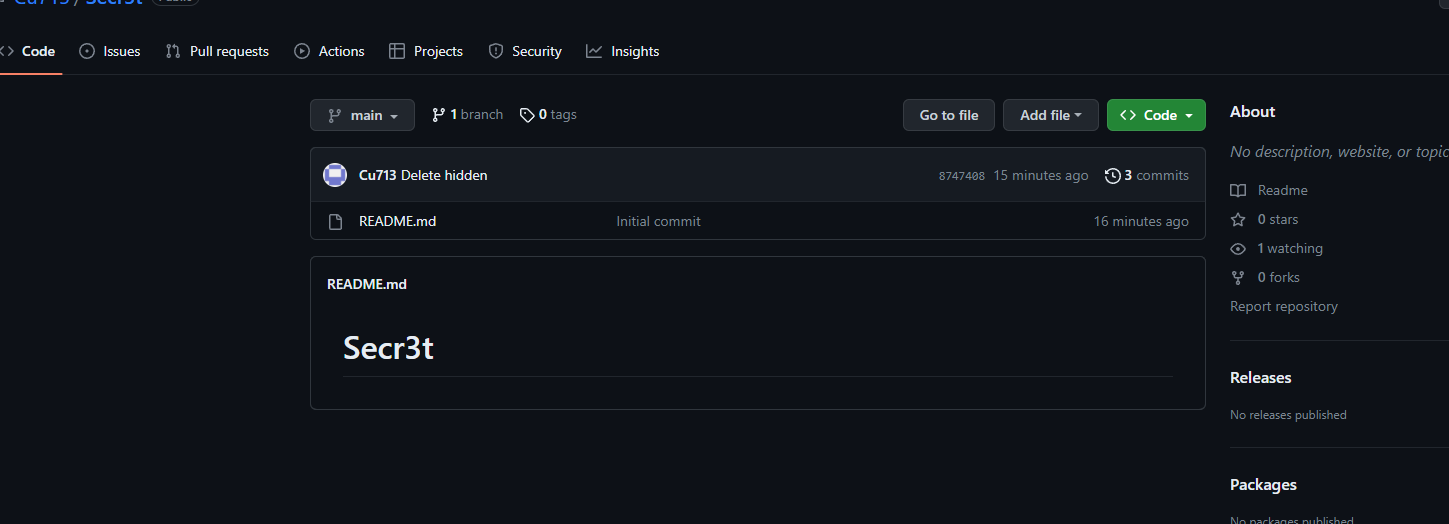 Cu713 / Secr3t Public
Code Issues Pull requests Actions Projects Security Insights
main 1 branch 0 tags Go to file Add file Code
Cu713 Delete hidden 8747408 15 minutes ago 3 commits
README.md Initial commit 16 minutes ago
README.md
Secr3t
About
No description, website, or topic
Readme
0 stars
1 watching
0 forks
Report repository
Releases
No releases published
Packages
No packages published